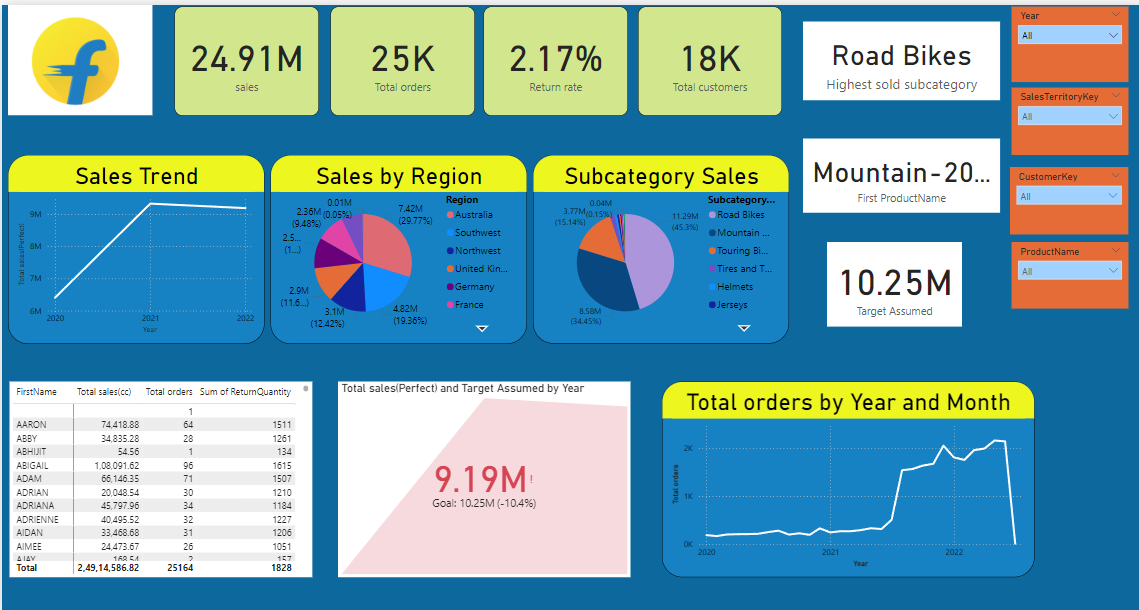 24.91M
sales
25K
Total orders
2.17%
Return rate
18K
Total customers
Road Bikes
Highest sold subcategory
Year
All
SalesTerritoryKey
All
Mountain-20...
First ProductName
CustomerKey
All
ProductName
All
10.25M
Target Assumed
Sales Trend
Total sales(Perfect)
9M
8M
7M
6M
2020
2021
2022
Year
Sales by Region
0.01M
(0.05%)
2.36M
(9.48%)
2.5...
(1...)
2.9M
(11.6...)
3.1M
(12.42%)
4.82M
(19.36%)
7.42M
(29.77%)
Region
Australia
Southwest
Northwest
United Kin...
Germany
France
Subcategory Sales
0.04M
(0.15%)
3.77M
(15.14%)
8.58M
(34.45%)
11.29M
(45.3%)
Subcategory...
Road Bikes
Mountain ...
Touring Bi...
Tires and T...
Helmets
Jerseys
FirstName Total sales(cc) Total orders Sum of ReturnQuantity
1
AARON 74,418.88 64 1511
ABBY 34,835.28 28 1261
ABHIJIT 54.56 1 134
ABIGAIL 1,08,091.62 96 1615
ADAM 66,146.35 71 1507
ADRIAN 20,048.54 30 1210
ADRIANA 45,797.96 34 1184
ADRIENNE 40,495.52 32 1227
AIDAN 33,468.68 31 1206
AIMEE 24,473.67 26 1051
AJAY 168.54 2 157
Total 2,49,14,586.82 25164 1828
Total sales(Perfect) and Target Assumed by Year
9.19M!
Goal: 10.25M (-10.4%)
Total orders by Year and Month
Total orders
2K
1K
0K
2020
2021
2022
Year